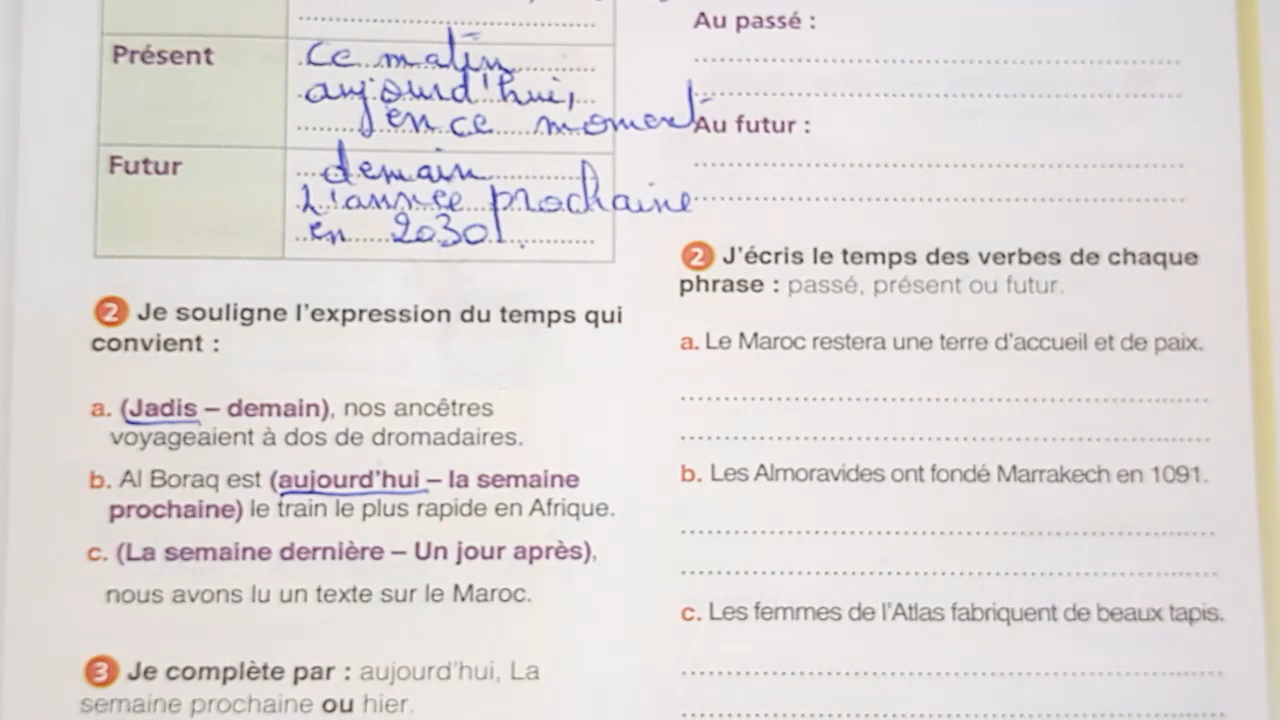 Présent
ce matin
aujourd'hui,
en ce moment
Futur
demain
L'année prochaine
en 2030.
2 Je souligne l'expression du temps qui
convient :
a. (Jadis – demain), nos ancêtres
voyageaient à dos de dromadaires.
b. Al Boraq est (aujourd'hui – la semaine
prochaine) le train le plus rapide en Afrique.
c. (La semaine dernière – Un jour après),
nous avons lu un texte sur le Maroc.
3 Je complète par : aujourd'hui, La
semaine prochaine ou hier.
Au passé :
Au futur :
2 J'écris le temps des verbes de chaque
phrase : passé, présent ou futur.
a. Le Maroc restera une terre d'accueil et de paix.
b. Les Almoravides ont fondé Marrakech en 1091.
c. Les femmes de l'Atlas fabriquent de beaux tapis.